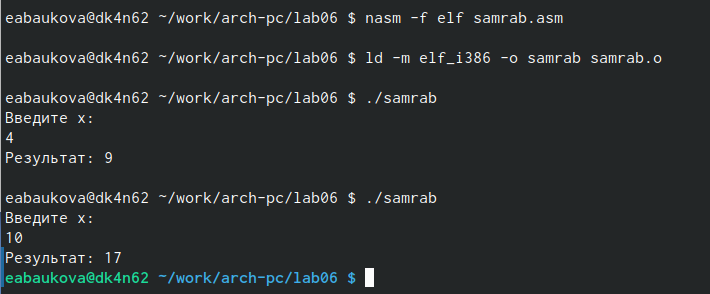 eabaukova@dk4n62 ~/work/arch-pc/lab06 $ nasm -f elf samrab.asm
eabaukova@dk4n62 ~/work/arch-pc/lab06 $ ld -m elf_i386 -o samrab samrab.o
eabaukova@dk4n62 ~/work/arch-pc/lab06 $ ./samrab
Введите x:
4
Результат: 9
eabaukova@dk4n62 ~/work/arch-pc/lab06 $ ./samrab
Введите x:
10
Результат: 17
eabaukova@dk4n62 ~/work/arch-pc/lab06 $